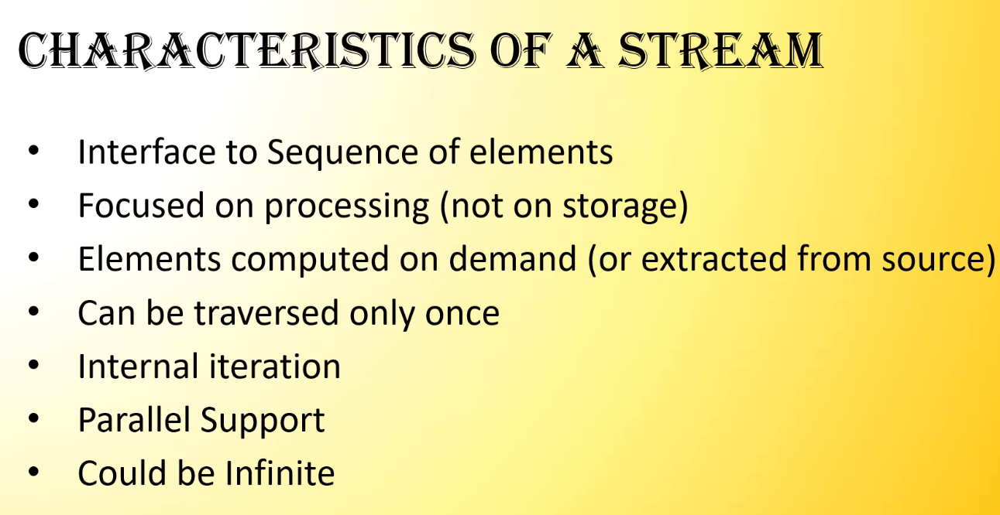 CHARACTERISTICS OF A STREAM
• Interface to Sequence of elements
• Focused on processing (not on storage)
• Elements computed on demand (or extracted from source)
• Can be traversed only once
• Internal iteration
• Parallel Support
• Could be Infinite